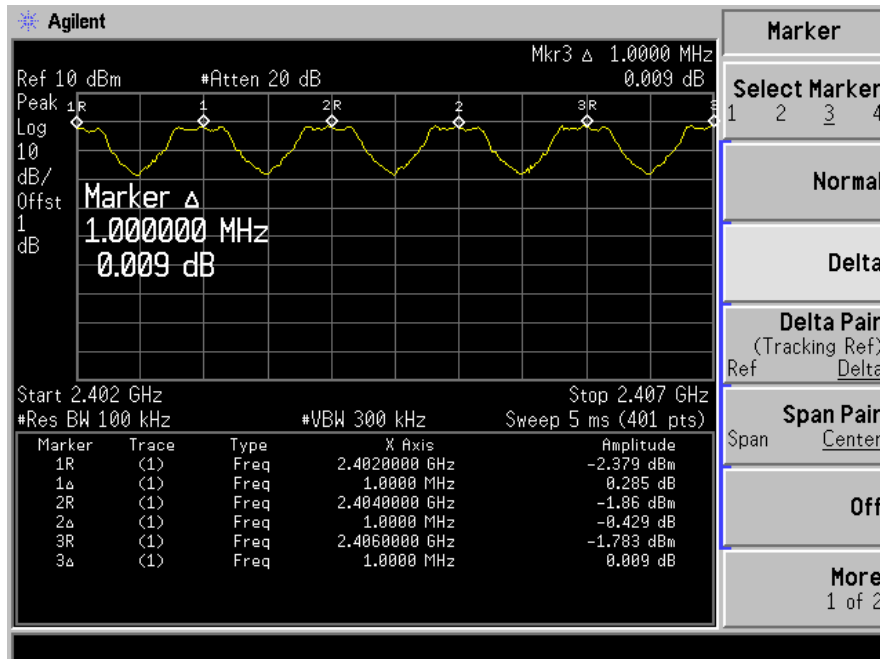 Agilent
Marker
Mkr3 Δ 1.0000 MHz
Ref 10 dBm #Atten 20 dB 0.009 dB
Peak
Log
10
dB/
Offst
1
dB
1R 1 2R 2 3R 3
Marker Δ
1.000000 MHz
0.009 dB
Start 2.402 GHz Stop 2.407 GHz
#Res BW 100 kHz #VBW 300 kHz Sweep 5 ms (401 pts)
Marker Trace Type X Axis Amplitude
1R (1) Freq 2.4020000 GHz -2.379 dBm
1Δ (1) Freq 1.0000 MHz 0.285 dB
2R (1) Freq 2.4040000 GHz -1.86 dBm
2Δ (1) Freq 1.0000 MHz -0.429 dB
3R (1) Freq 2.4060000 GHz -1.783 dBm
3Δ (1) Freq 1.0000 MHz 0.009 dB
Select Marker
1 2 3 4
Normal
Delta
Delta Pair
(Tracking Ref)
Ref Delta
Span Pair
Span Center
Off
More
1 of 2